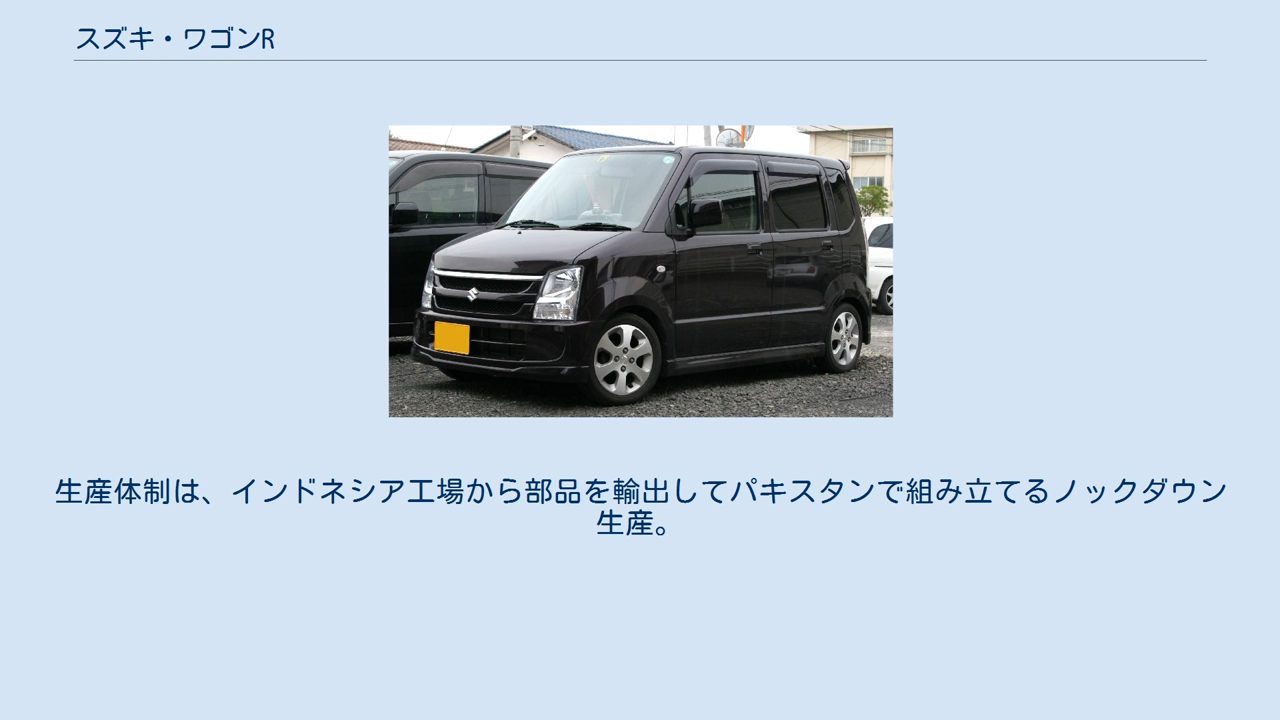 スズキ・ワゴンR
生産体制は、インドネシア工場から部品を輸出してパキスタンで組み立てるノックダウン
生産。